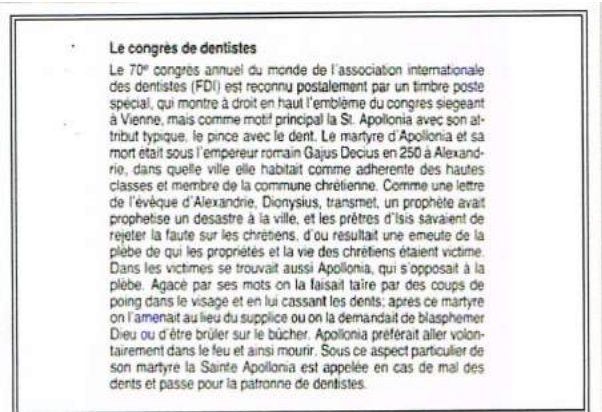 Le congrès de dentistes
Le 70e congrès annuel du monde de l'association internationale
des dentistes (FDI) est reconnu postalement par un timbre poste
spécial, qui montre à droit en haut l'emblème du congres siegeant
à Vienne, mais comme motif principal la St. Apollonia avec son at-
tribut typique, le pince avec le dent. Le martyre d'Apollonia et sa
mort était sous l'empereur romain Gajus Decius en 250 à Alexand-
rie, dans quelle ville elle habitait comme adherente des hautes
classes et membre de la commune chrétienne. Comme une lettre
de l'évèque d'Alexandrie, Dionysius, transmet, un prophète avait
prophetise un desastre à la ville, et les prêtres d'Isis savaient de
rejeter la faute sur les chrétiens, d'ou resultait une emeute de la
plèbe de qui les propriétés et la vie des chrétiens étaient victime.
Dans les victimes se trouvait aussi Apollonia, qui s'opposait à la
plèbe. Agacé par ses mots on la faisait taire par des coups de
poing dans le visage et en lui cassant les dents; après ce martyre
on l'amenait au lieu du supplice ou on la demandait de blasphemer
Dieu ou d'être brûler sur le bûcher. Apollonia préférait aller volon-
tairement dans le feu et ainsi mourir. Sous ce aspect particulier de
son martyre la Sainte Apollonia est appelée en cas de mal des
dents et passe pour la patronne de dentistes.